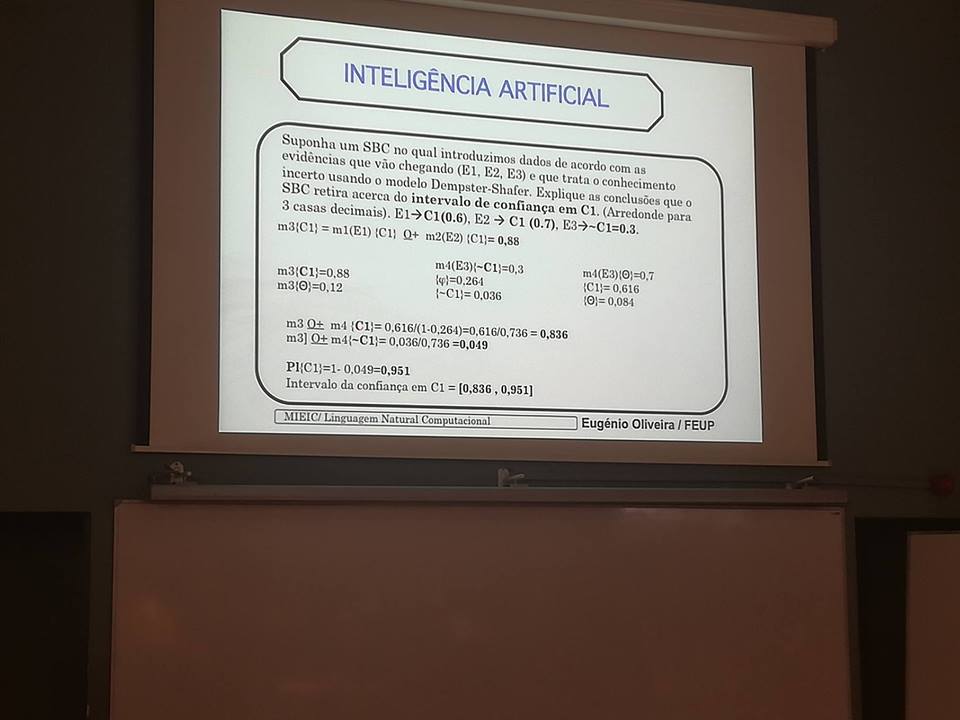 INTELIGÊNCIA ARTIFICIAL
Suponha um SBC no qual introduzimos dados de acordo com as
evidências que vão chegando (E1, E2, E3) e que trata o conhecimento
incerto usando o modelo Dempster-Shafer. Explique as conclusões que o
SBC retira acerca do intervalo de confiança em C1. (Arredonde para
3 casas decimais). E1→C1(0.6), E2 → C1 (0.7), E3→~C1=0.3.
m3{C1} = m1(E1) {C1} O+ m2(E2) {C1}= 0,88
m3{C1}=0,88
m3{Θ}=0,12
m4(E3){~C1}=0,3
{φ}=0,264
{~C1}= 0,036
m4(E3){Θ}=0,7
{C1}= 0,616
{Θ}= 0,084
m3 O+ m4 {C1}= 0,616/(1-0,264)=0,616/0,736 = 0,836
m3] O+ m4{~C1}= 0,036/0,736 =0,049
Pl{C1}=1- 0,049=0,951
Intervalo da confiança em C1 = [0,836 , 0,951]
MIEIC/ Linguagem Natural Computacional
Eugénio Oliveira / FEUP